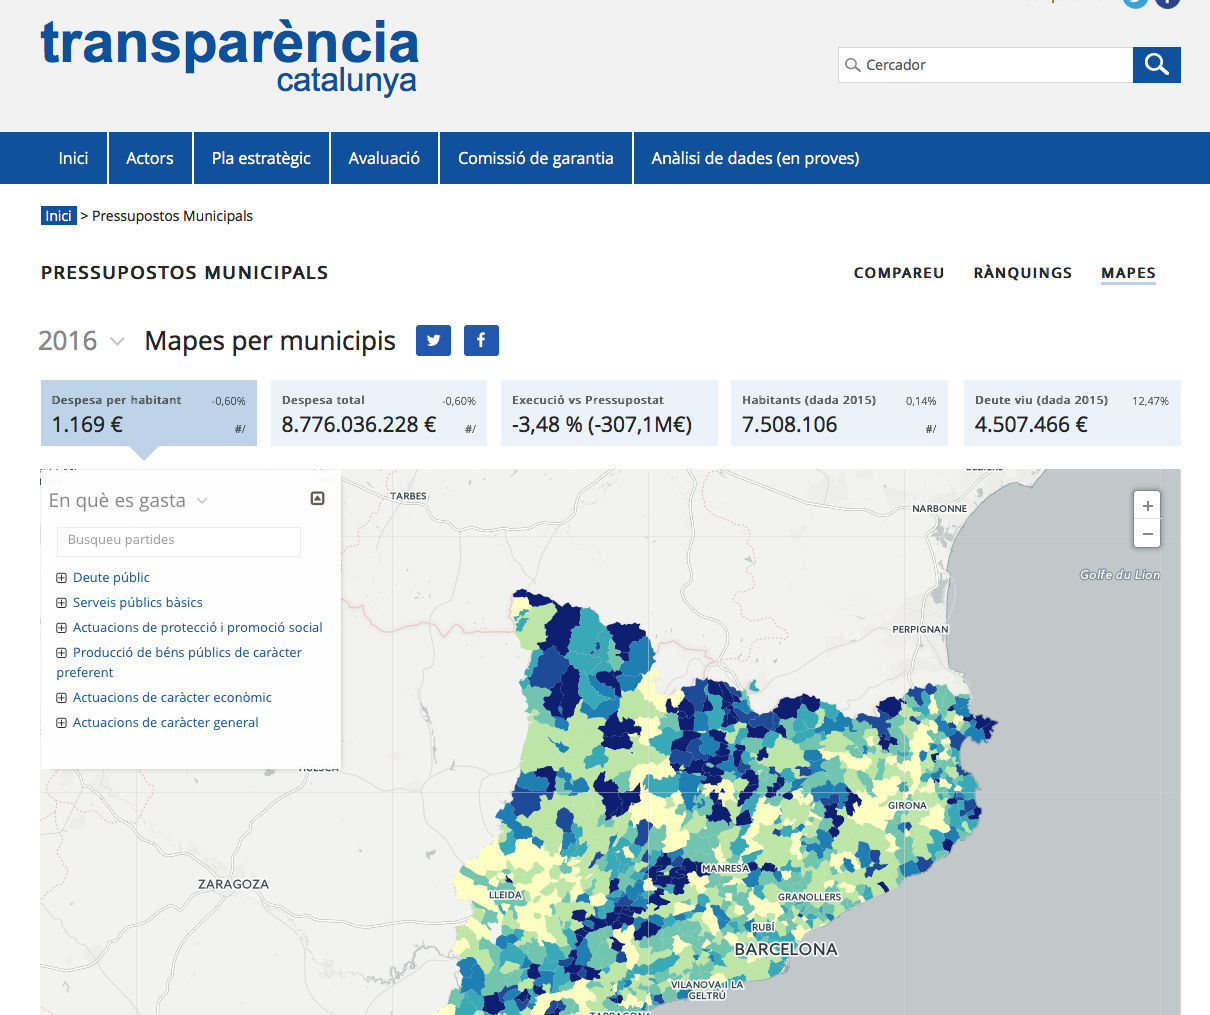 transparència
catalunya
Cercador
Inici
Actors
Pla estratègic
Avaluació
Comissió de garantia
Anàlisi de dades (en proves)
Inici > Pressupostos Municipals
PRESSUPOSTOS MUNICIPALS
COMPAREU
RÀNQUINGS
MAPES
2016
Mapes per municipis
Despesa per habitant -0,60%
1.169 € #/
Despesa total -0,60%
8.776.036.228 € #/
Execució vs Pressupostat
-3,48 % (-307,1M€)
Habitants (dada 2015) 0,14%
7.508.106 #/
Deute viu (dada 2015) 12,47%
4.507.466 €
En què es gasta
Busqueu partides
Deute públic
Serveis públics bàsics
Actuacions de protecció i promoció social
Producció de béns públics de caràcter
preferent
Actuacions de caràcter econòmic
Actuacions de caràcter general
TARBES
NARBONNE
+
−
Golfe du Lion
PERPIGNAN
HUESCA
GIRONA
MANRESA
ZARAGOZA
LLEIDA
GRANOLLERS
RUBÍ
BARCELONA
VILANOVA I LA
GELTRÚ
TARRAGONA